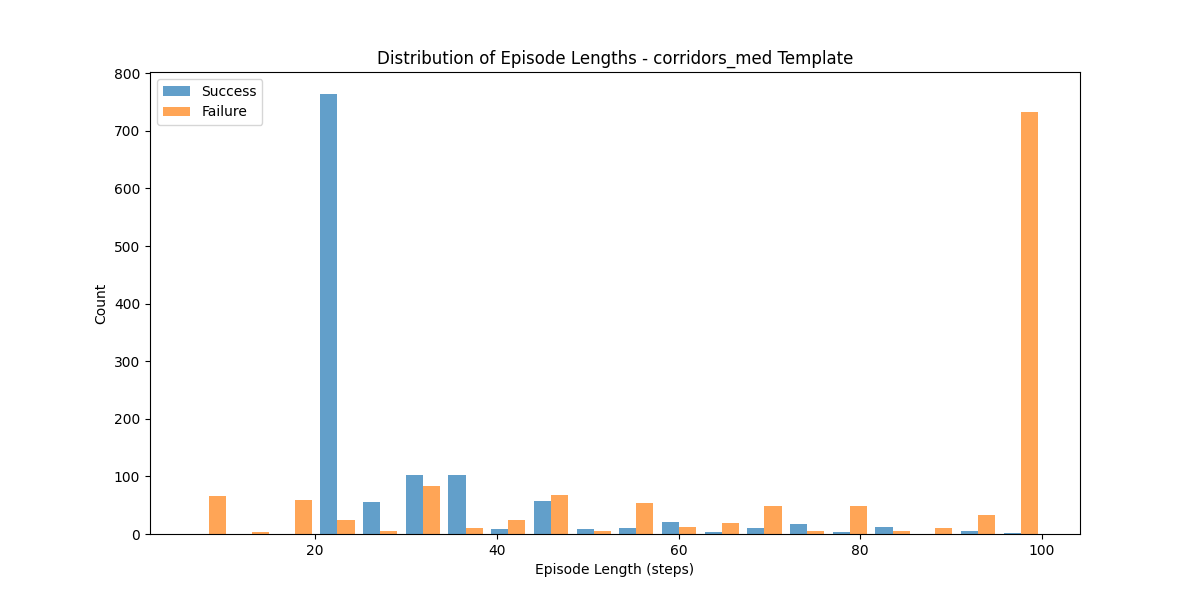 Distribution of Episode Lengths - corridors_med Template
Success
Failure
800
700
600
500
400
300
200
100
0
Count
20
40
60
80
100
Episode Length (steps)